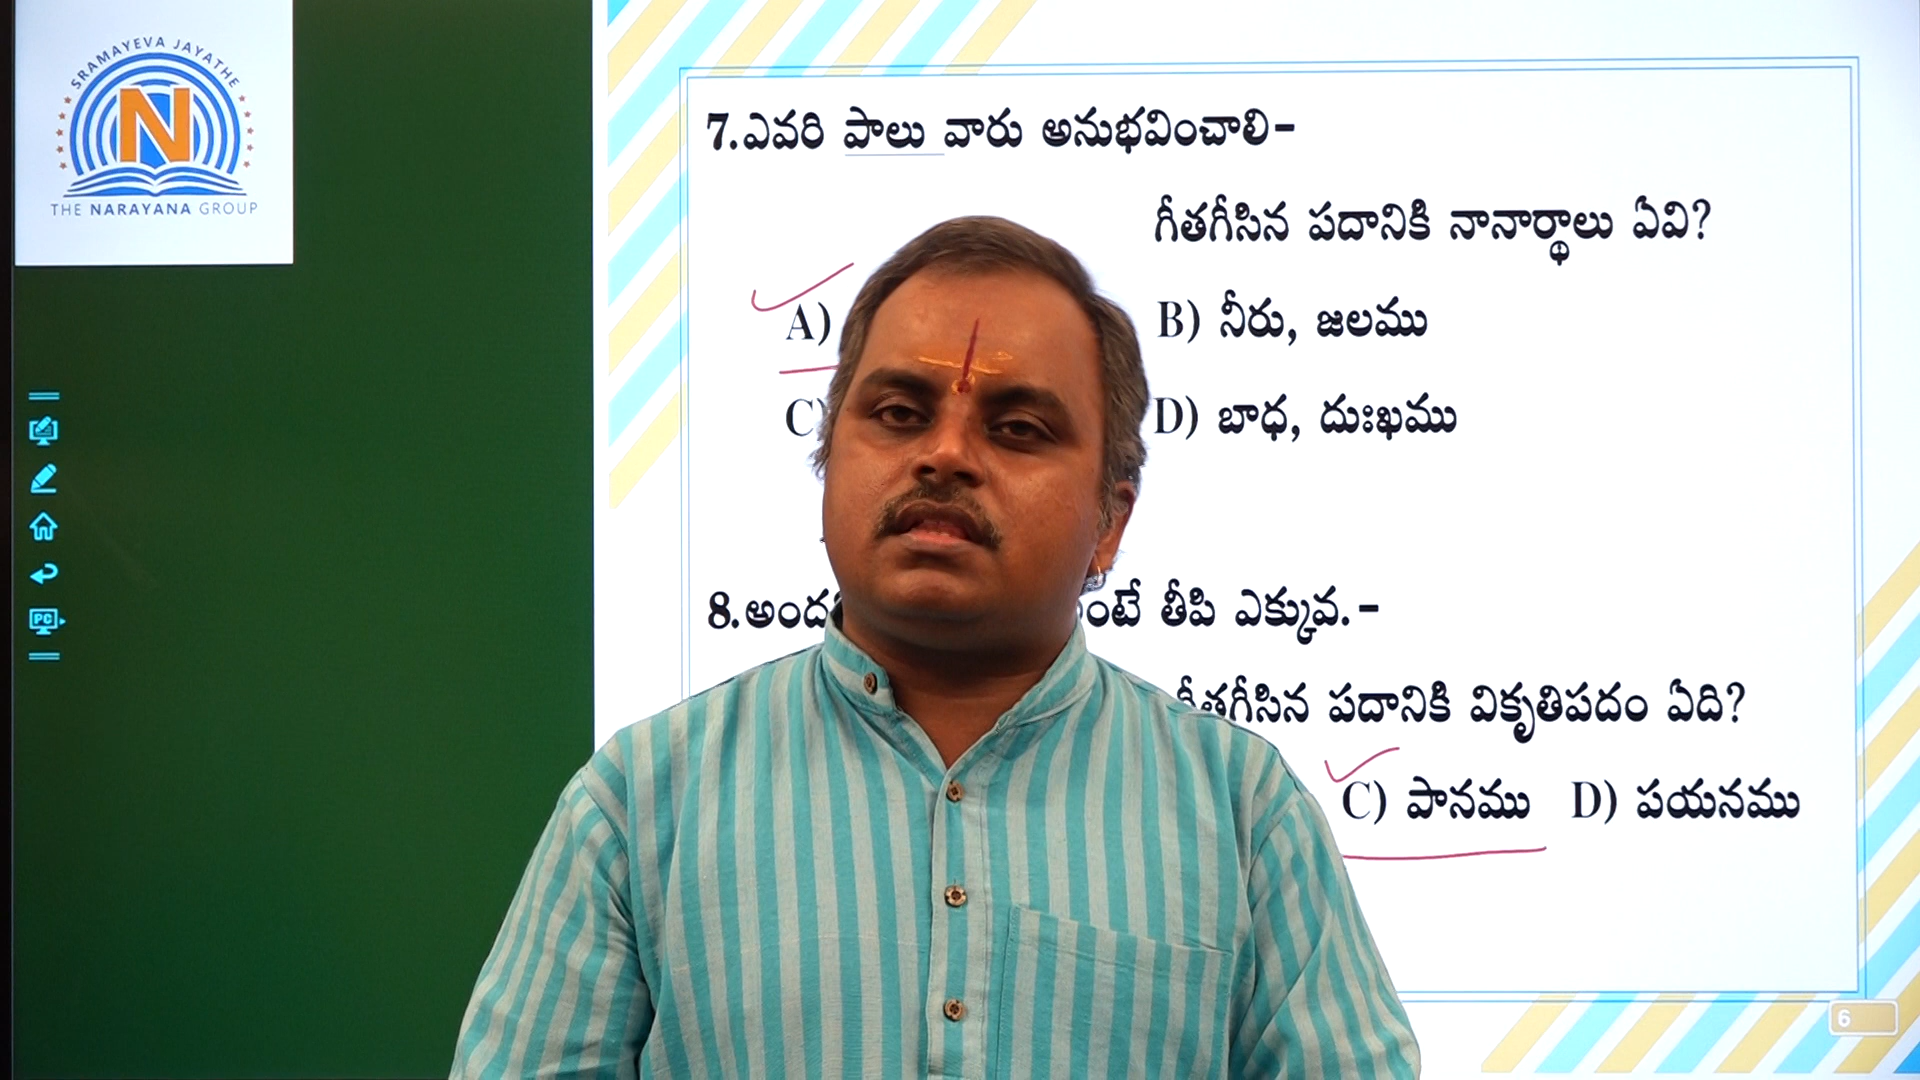 SRAMAYEVA JAYATHE
N
THE NARAYANA GROUP
7.ఎవరి పాలు వారు అనుభవించాలి-
గీతగీసిన పదానికి నానార్థాలు ఏవి?
A)
B) నీరు, జలము
C)
D) బాధ, దుఃఖము
8. తీపి ఎక్కువ.-
గీతగీసిన పదానికి వికృతిపదం ఏది?
C) పానము D) పయనము
PC
6